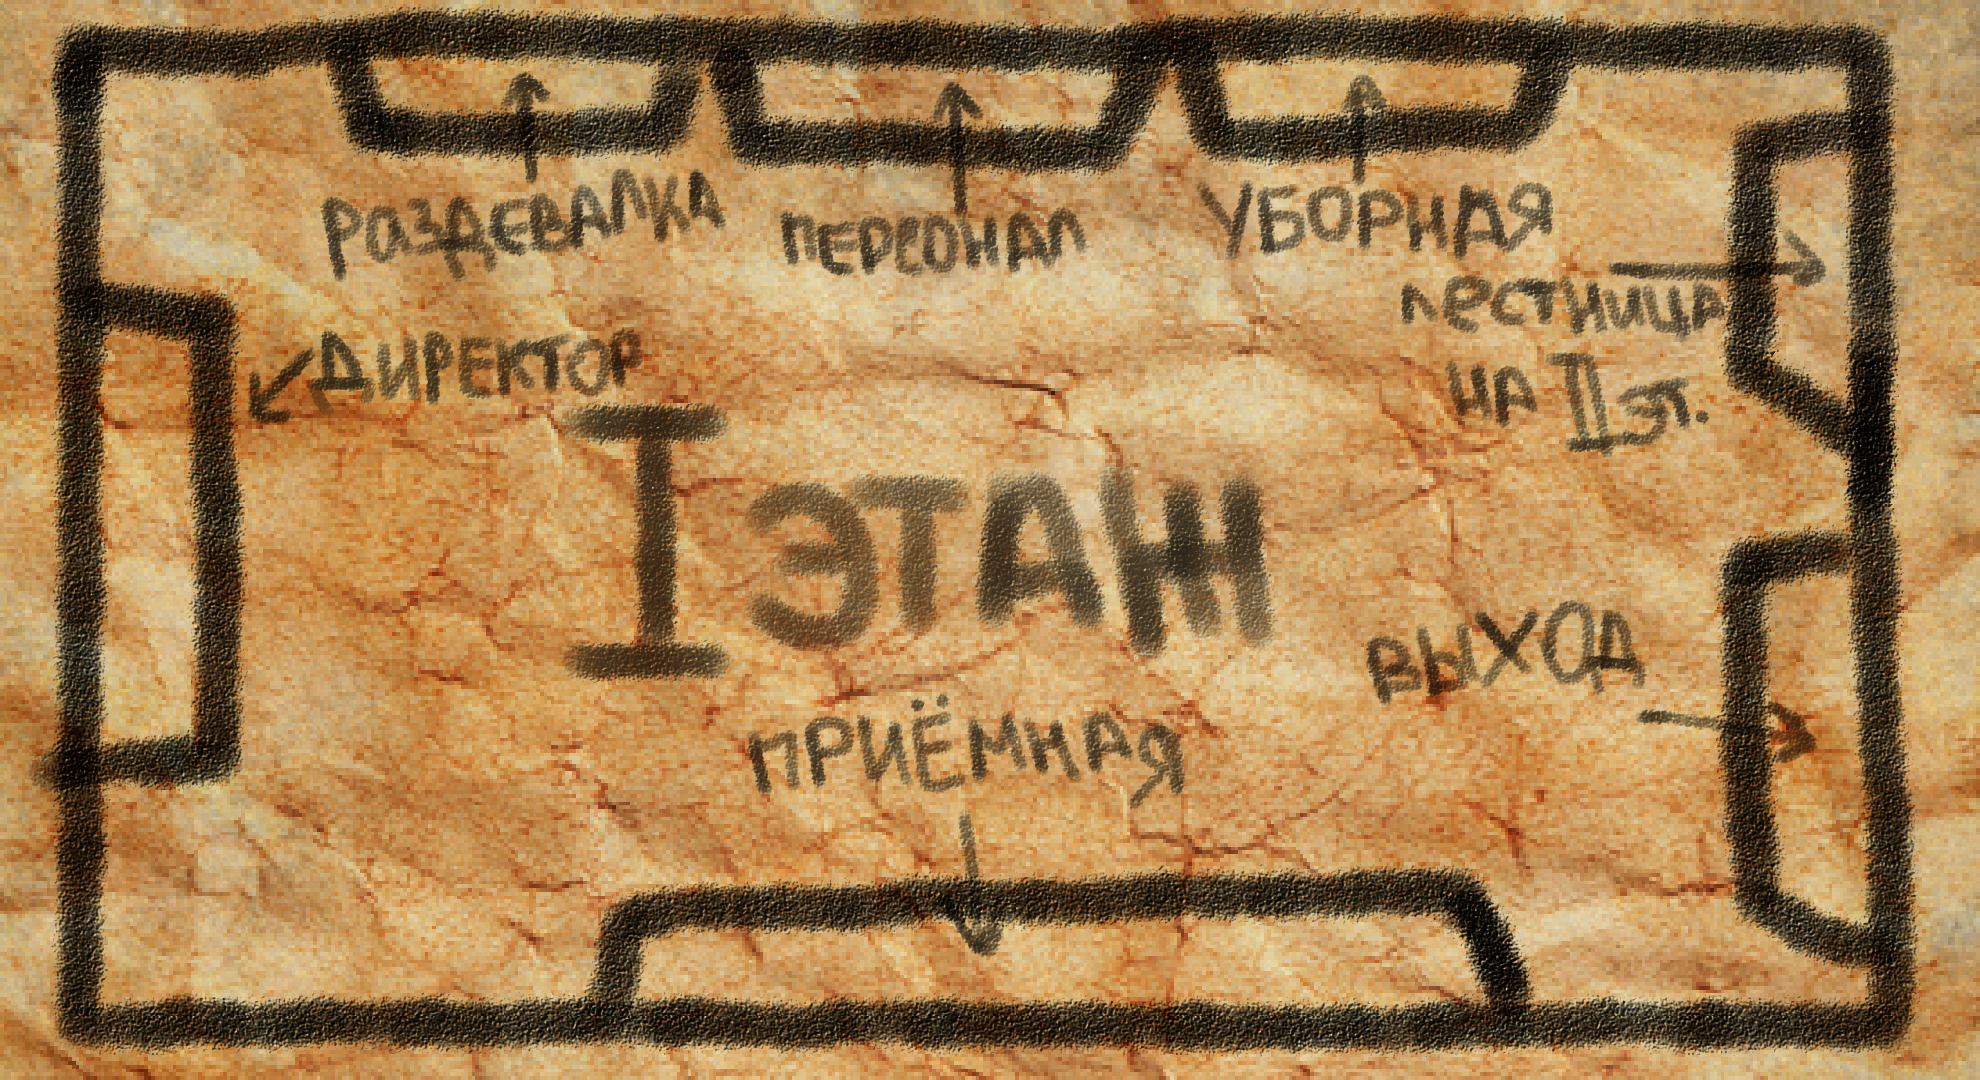 РаЗДЕВАЛКА
ПЕРСОНАЛ
УБОРНАЯ
лестница
НА II эт.
ДИРЕКТОР
I ЭТАЖ
ВЫХОД
ПРИЁМНАЯ